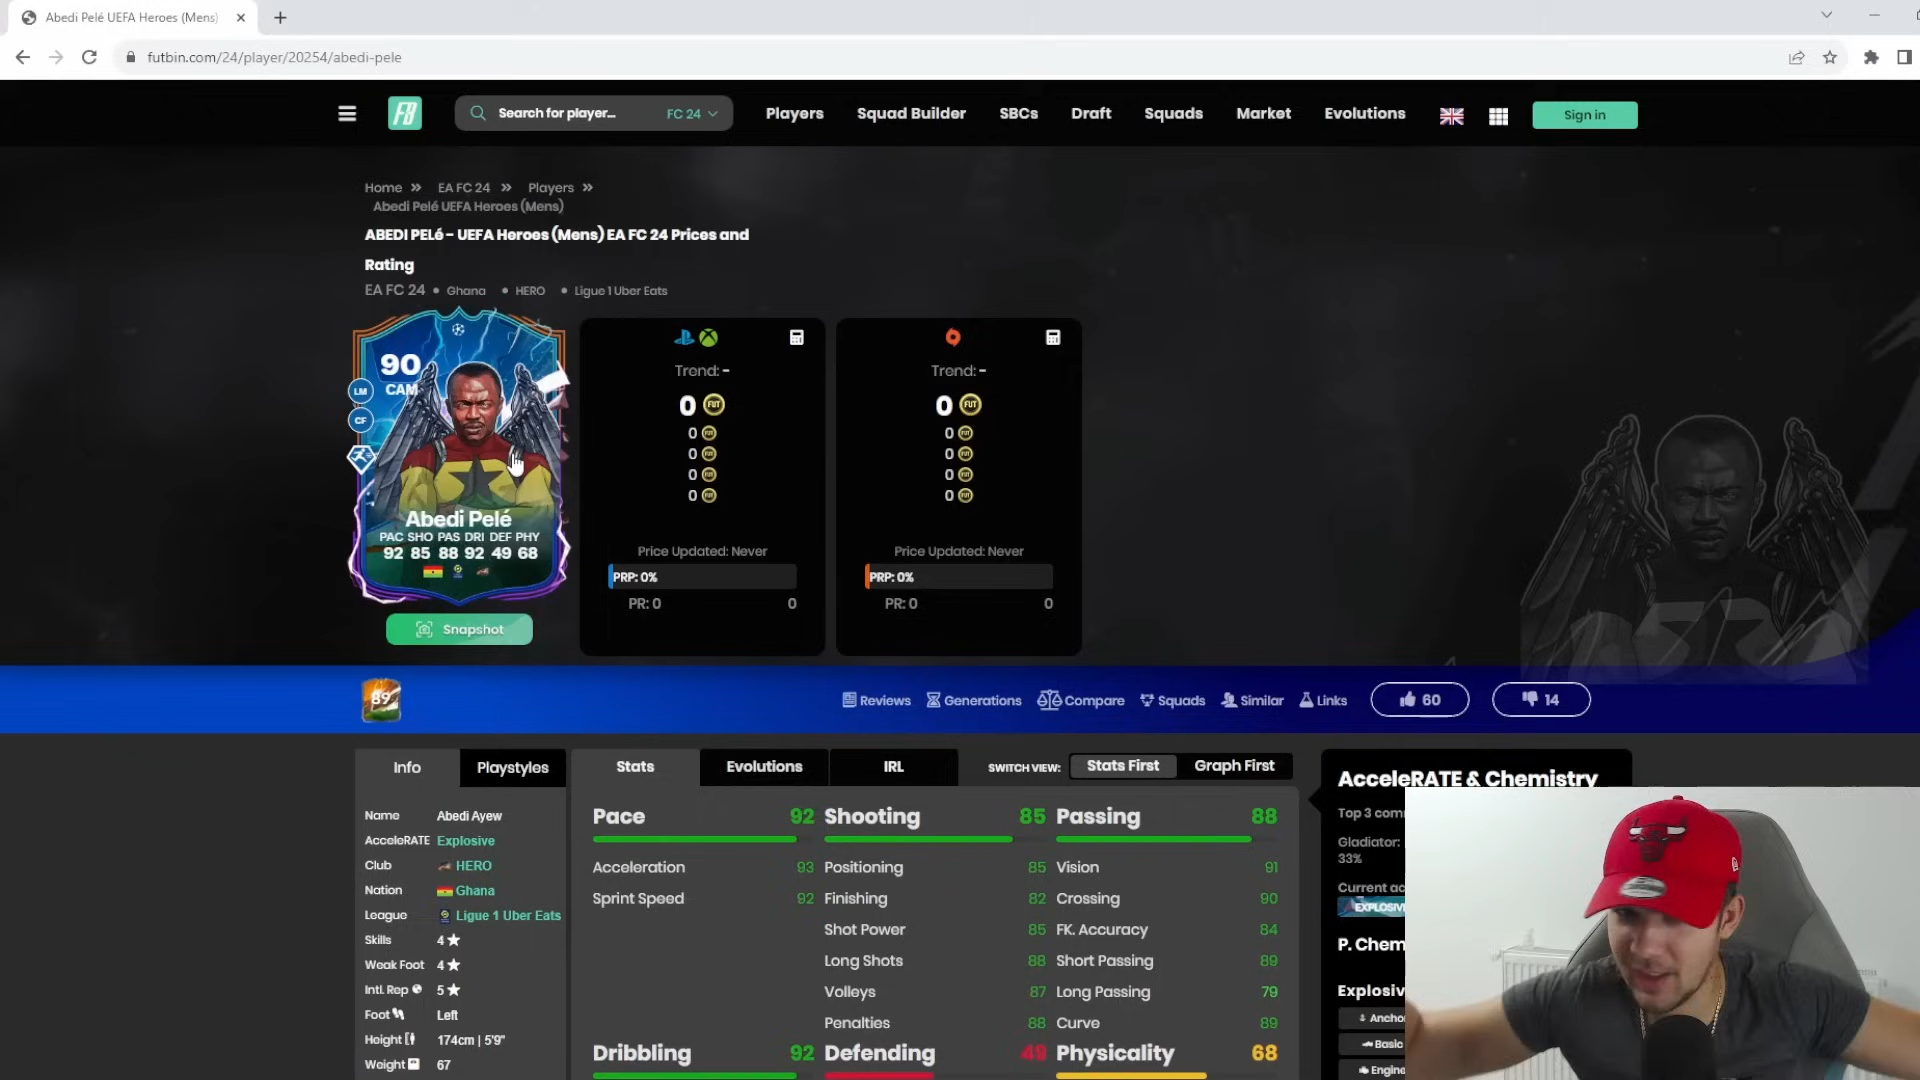 Abedi Pelé UEFA Heroes (Mens)
futbin.com/24/player/20254/abedi-pele
FB
Search for player...
FC 24
Players
Squad Builder
SBCs
Draft
Squads
Market
Evolutions
Sign in
Home » EA FC 24 » Players »
Abedi Pelé UEFA Heroes (Mens)
ABEDI PELé - UEFA Heroes (Mens) EA FC 24 Prices and
Rating
EA FC 24 • Ghana • HERO • Ligue 1 Uber Eats
90
CAM
LM
CF
Abedi Pelé
PAC SHO PAS DRI DEF PHY
92 85 88 92 49 68
Snapshot
Trend: -
0 FUT
0
0
0
0
Price Updated: Never
PRP: 0%
PR: 0 0
Trend: -
0 FUT
0
0
0
0
Price Updated: Never
PRP: 0%
PR: 0 0
89
Reviews
Generations
Compare
Squads
Similar
Links
60
14
Info
Playstyles
Name Abedi Ayew
AcceleRATE Explosive
Club HERO
Nation Ghana
League Ligue 1 Uber Eats
Skills 4
Weak Foot 4
Intl. Rep 5
Foot Left
Height 174cm | 5'9"
Weight 67
Stats
Evolutions
IRL
SWITCH VIEW:
Stats First
Graph First
Pace 92
Acceleration 93
Sprint Speed 92
Dribbling 92
Shooting 85
Positioning 85
Finishing 82
Shot Power 85
Long Shots 88
Volleys 87
Penalties 88
Defending 49
Passing 88
Vision 91
Crossing 90
FK. Accuracy 84
Short Passing 89
Long Passing 79
Curve 89
Physicality 68
AcceleRATE & Chemistry
Top 3 com
Gladiator:
33%
Current ac
EXPLOSIV
P. Chem
Explosiv
Ancho
Basic
Engine